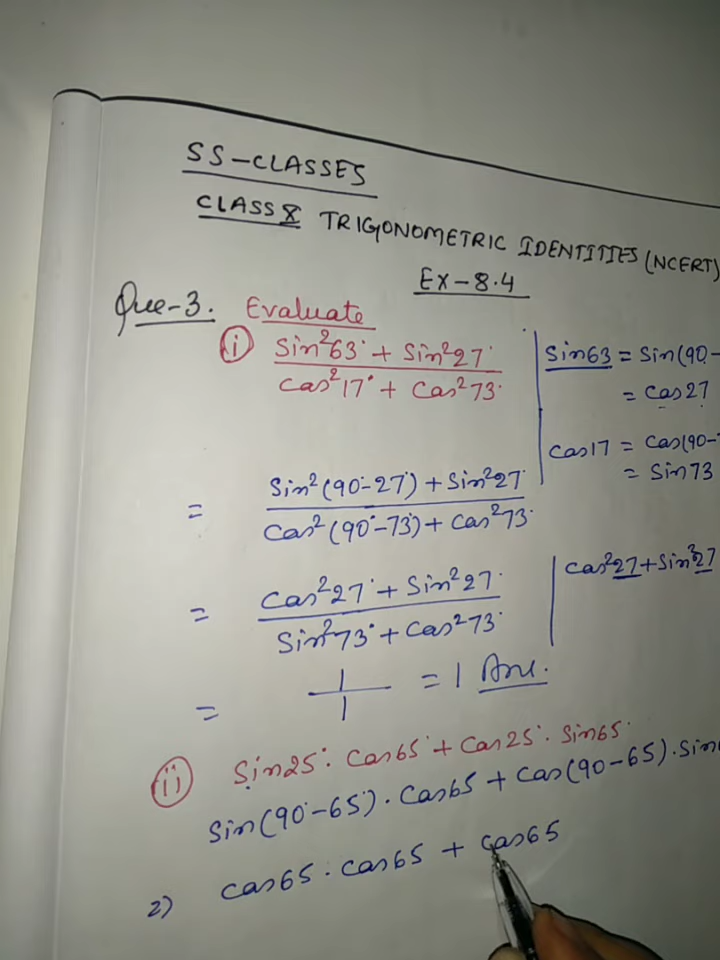 SS-CLASSES
CLASS X TRIGONOMETRIC IDENTITIES (NCERT)
EX-8.4
Que-3. Evaluate
(i) Sin²63° + Sin²27°
Cos²17° + Cos²73°
Sin63 = Sin(90-
= Cos27
Cos17 = Cos(90-
= Sin73
= Sin²(90°-27°) + Sin²27°
Cos²(90°-73°) + Cos²73°
= Cos²27° + Sin²27°
Sin²73° + Cos²73°
Cos²27 + Sin²27
= 1/1 = 1 Ans.
(ii) Sin25°. Cos65° + Cos25°. Sin65°
Sin(90°-65). Cos65 + Cos(90-65). Sin
2) Cos65. Cos65 + Cos65